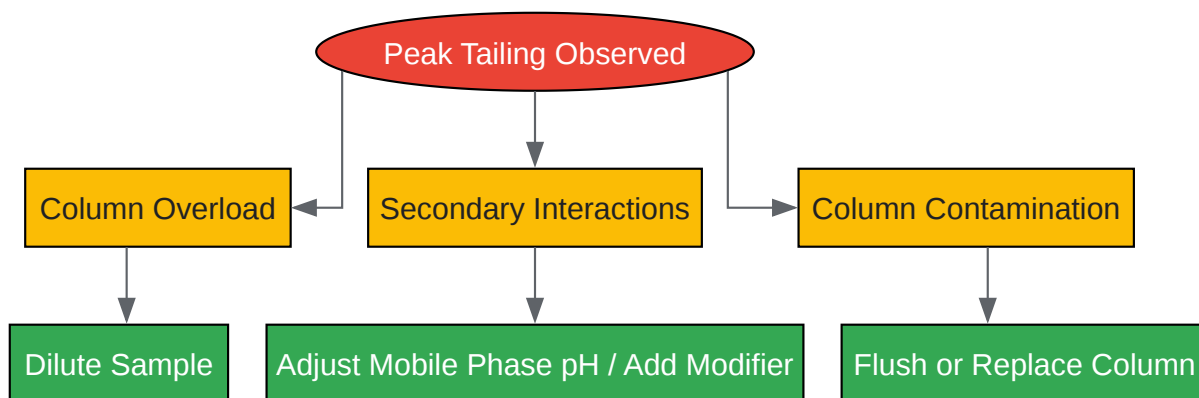 Peak Tailing Observed
Column Overload
Secondary Interactions
Column Contamination
Dilute Sample
Adjust Mobile Phase pH / Add Modifier
Flush or Replace Column